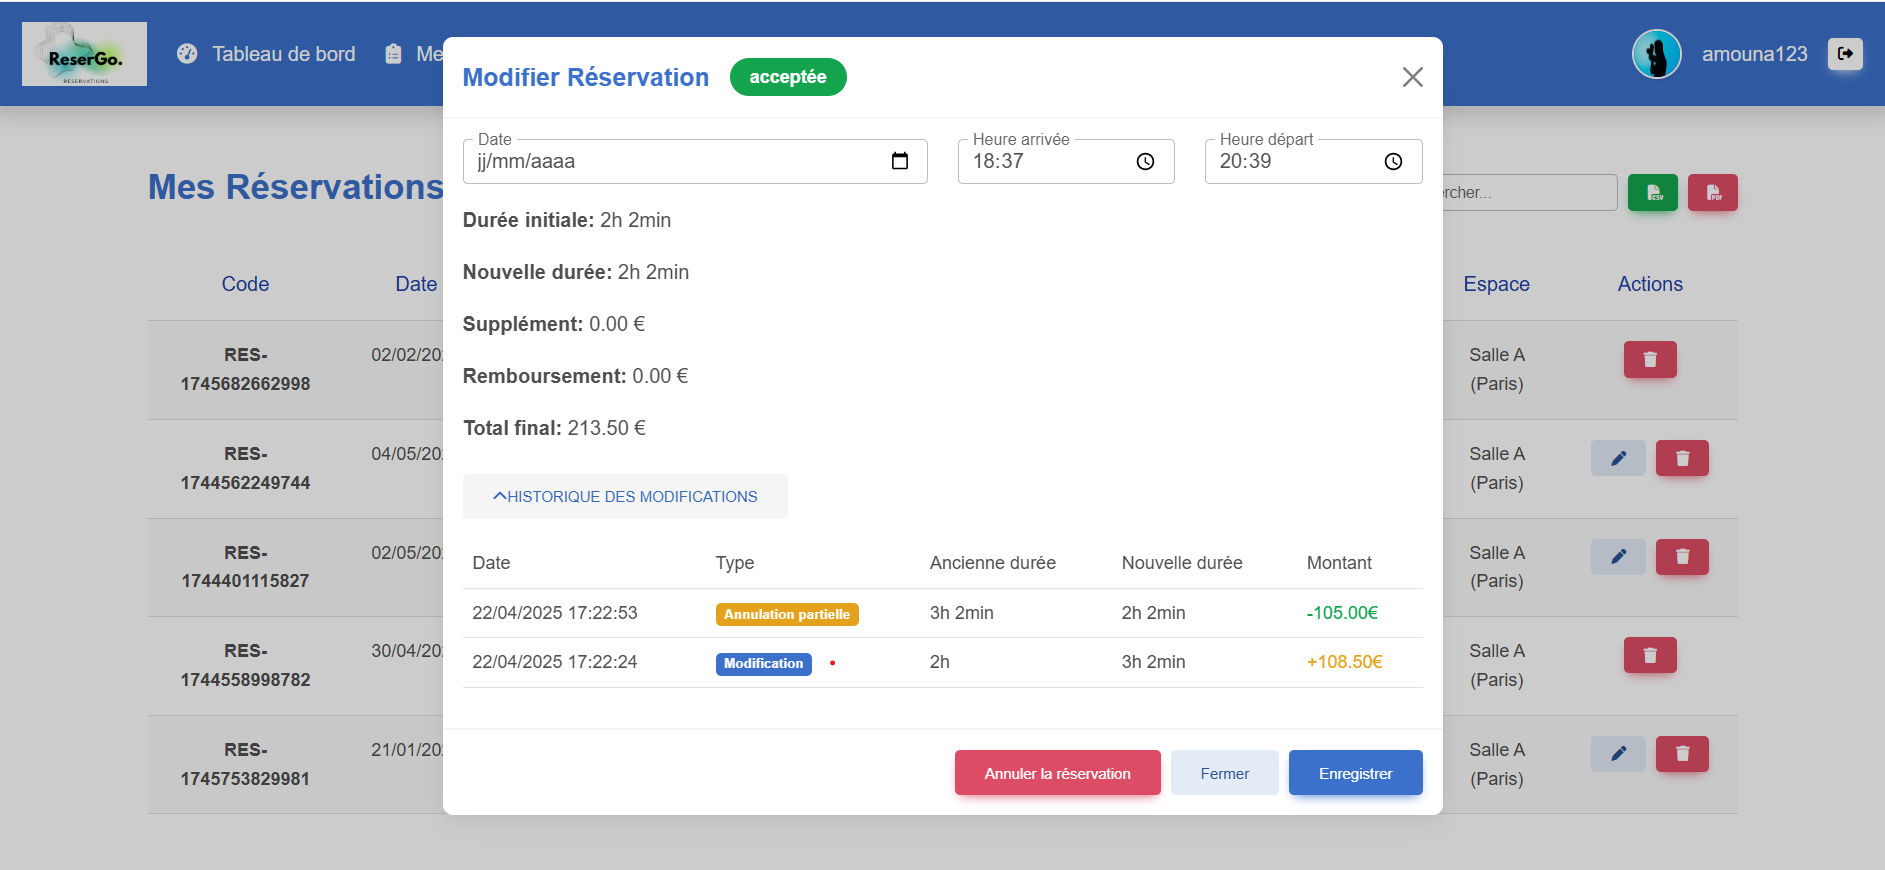 ReserGo.
RESERVATIONS
Tableau de bord
Me
amouna123
Modifier Réservation
acceptée
Date
jj/mm/aaaa
Heure arrivée
18:37
Heure départ
20:39
Mes Réservations
ercher...
CSV
PDF
Durée initiale: 2h 2min
Nouvelle durée: 2h 2min
Supplément: 0.00 €
Remboursement: 0.00 €
Total final: 213.50 €
HISTORIQUE DES MODIFICATIONS
Date Type Ancienne durée Nouvelle durée Montant
22/04/2025 17:22:53 Annulation partielle 3h 2min 2h 2min -105.00€
22/04/2025 17:22:24 Modification 2h 3h 2min +108.50€
Annuler la réservation
Fermer
Enregistrer
Code Date Espace Actions
RES-
1745682662998
02/02/20
Salle A
(Paris)
RES-
1744562249744
04/05/20
Salle A
(Paris)
RES-
1744401115827
02/05/20
Salle A
(Paris)
RES-
1744558998782
30/04/20
Salle A
(Paris)
RES-
1745753829981
21/01/20
Salle A
(Paris)